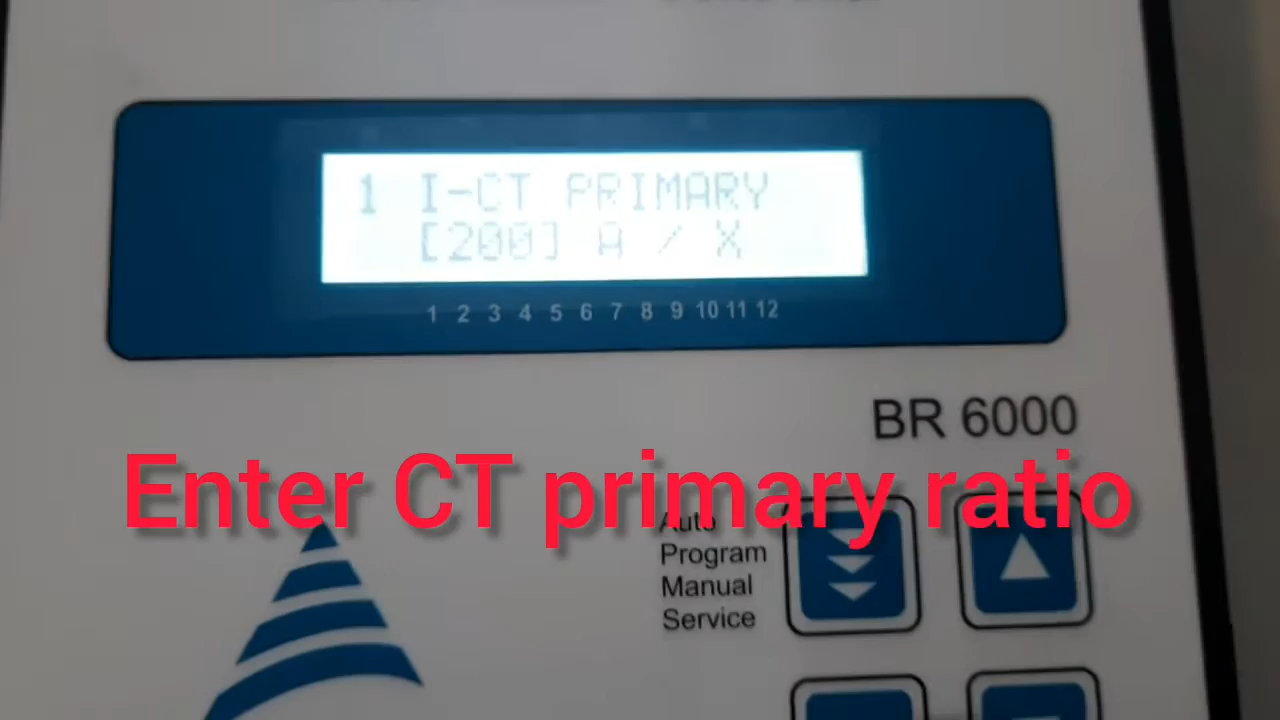 1 I-CT PRIMARY
[200] A / X
1 2 3 4 5 6 7 8 9 10 11 12
BR 6000
Enter CT primary ratio
Auto
Program
Manual
Service